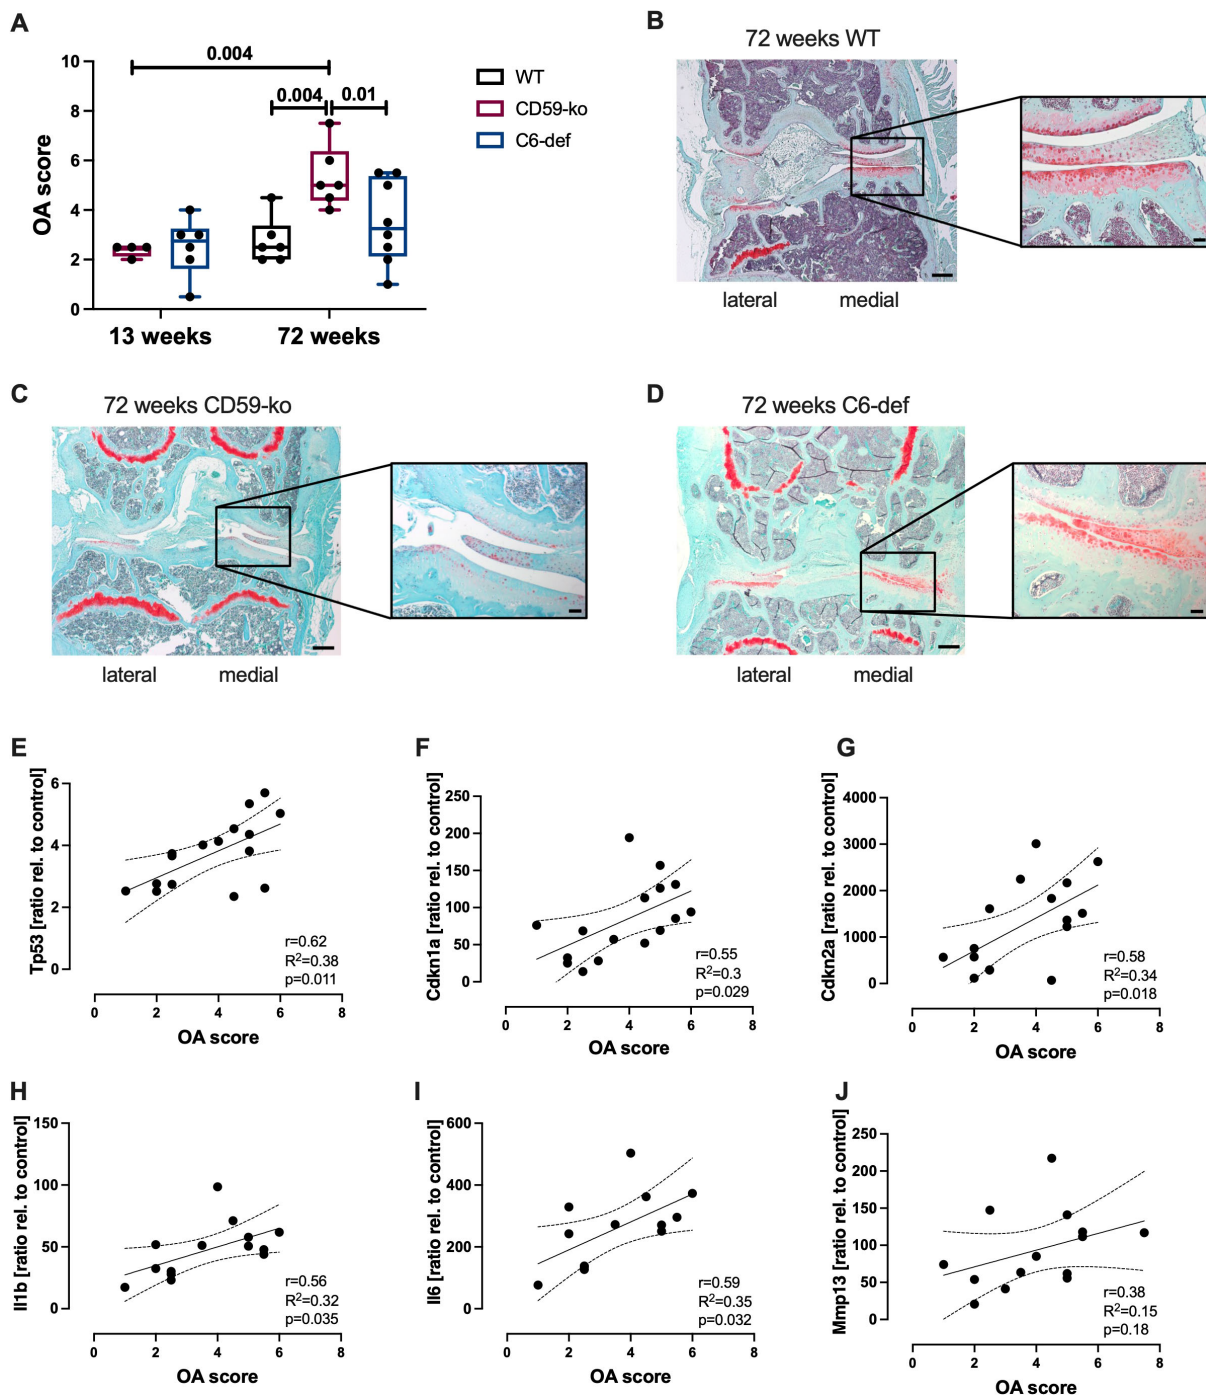 A
0.004
0.004
0.01
10
8
6
4
2
0
OA score
13 weeks
72 weeks
WT
CD59-ko
C6-def
B
72 weeks WT
lateral
medial
C
72 weeks CD59-ko
lateral
medial
D
72 weeks C6-def
lateral
medial
E
Tp53 [ratio rel. to control]
6
4
2
0
r=0.62
R²=0.38
p=0.011
0 2 4 6 8
OA score
F
Cdkn1a [ratio rel. to control]
250
200
150
100
50
0
r=0.55
R²=0.3
p=0.029
0 2 4 6 8
OA score
G
Cdkn2a [ratio rel. to control]
4000
3000
2000
1000
0
r=0.58
R²=0.34
p=0.018
0 2 4 6 8
OA score
H
Il1b [ratio rel. to control]
150
100
50
0
r=0.56
R²=0.32
p=0.035
0 2 4 6 8
OA score
I
Il6 [ratio rel. to control]
600
400
200
0
r=0.59
R²=0.35
p=0.032
0 2 4 6 8
OA score
J
Mmp13 [ratio rel. to control]
250
200
150
100
50
0
r=0.38
R²=0.15
p=0.18
0 2 4 6 8
OA score